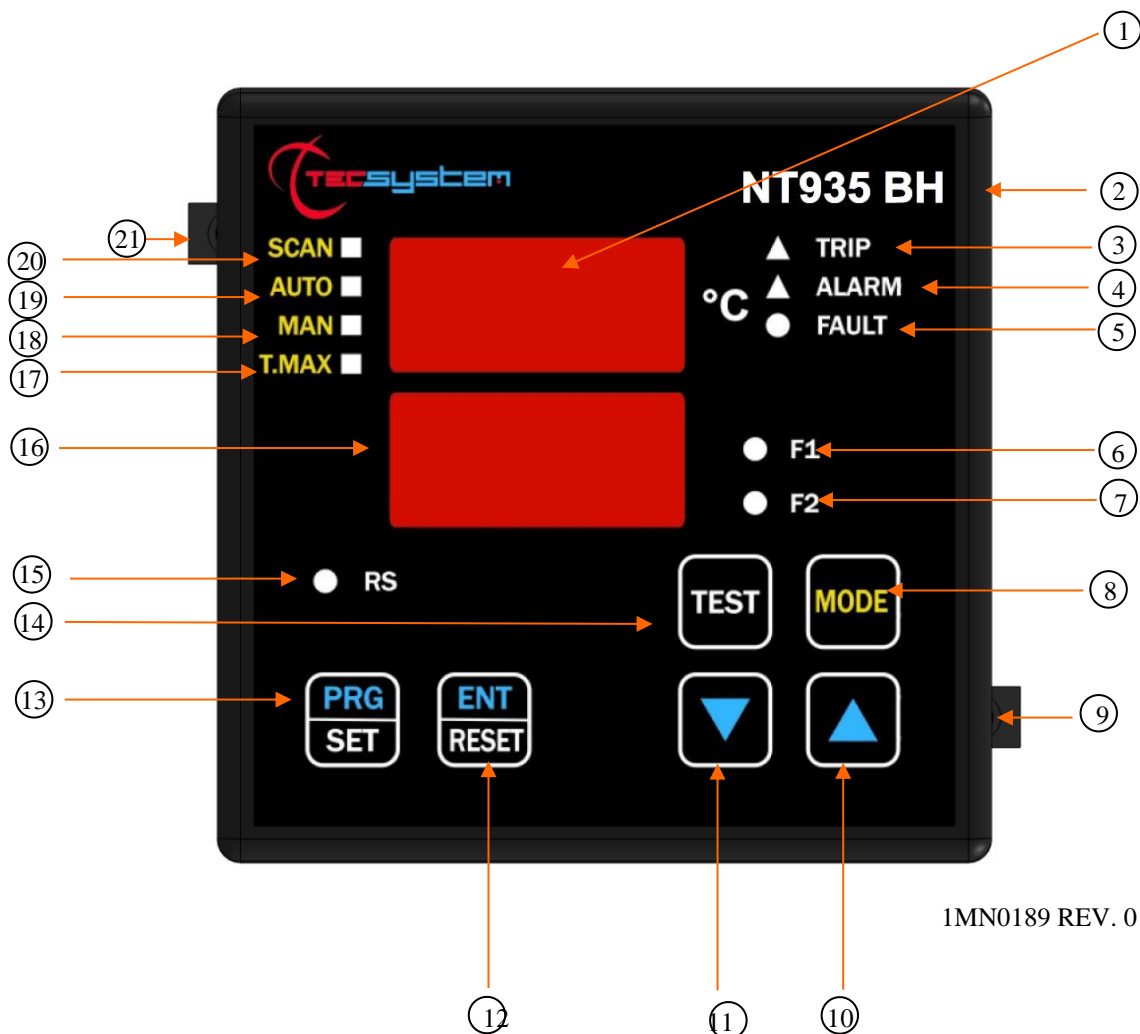 1
TECSYSTEM
NT935 BH
2
21
SCAN
TRIP
3
20
AUTO
°C
ALARM
4
19
MAN
FAULT
5
18
T.MAX
17
16
F1
6
F2
7
15
RS
TEST
MODE
8
14
13
PRG
SET
ENT
RESET
9
1MN0189 REV. 0
12
11
10